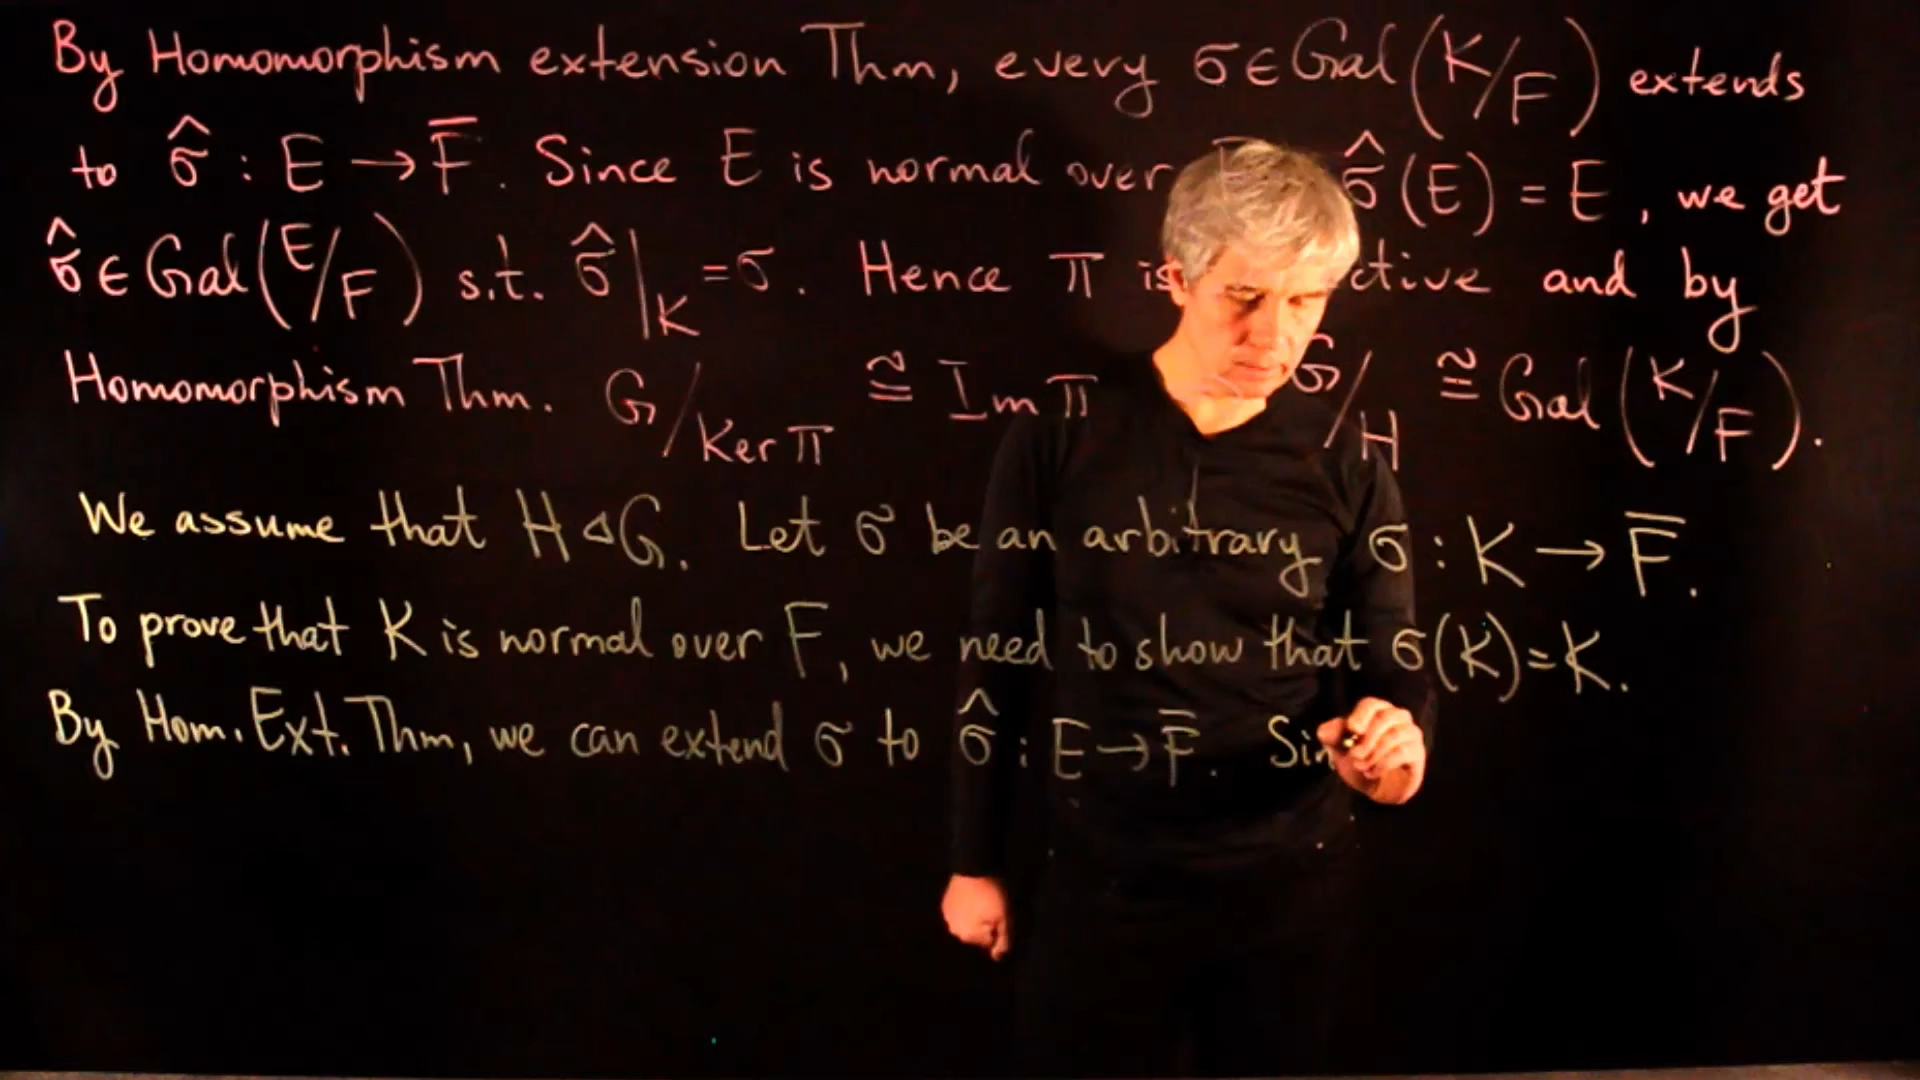 By Homomorphism extension Thm, every σ∈Gal(K/F) extends
to σ̂ : E → F̅. Since E is normal over σ̂(E) = E, we get
σ̂∈Gal(E/F) s.t. σ̂|_K = σ. Hence π is and by
Homomorphism Thm. G/Ker π ≅ Im π G/H ≅ Gal(K/F).
We assume that H⊲G. Let σ be an arbitrary σ : K → F̅.
To prove that K is normal over F, we need to show that σ(K)=K.
By Hom. Ext. Thm, we can extend σ to σ̂ : E→F̅. Sin